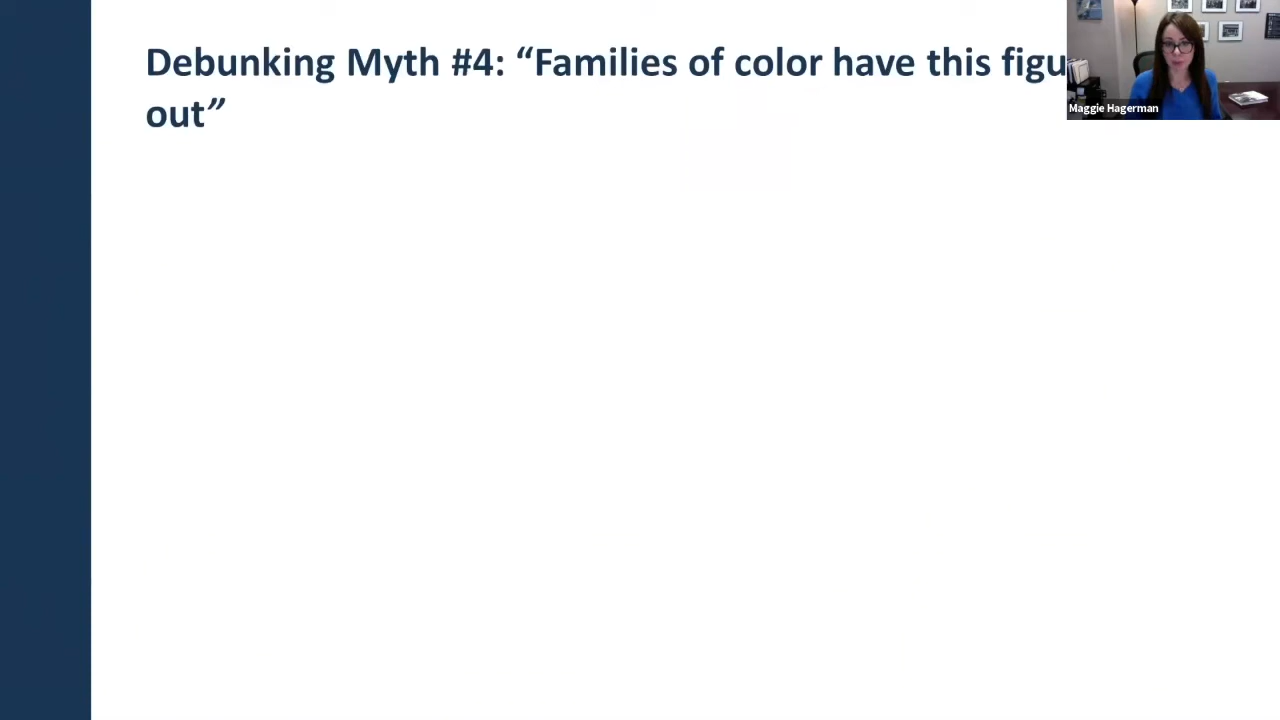 Debunking Myth #4: “Families of color have this figu
out”
Maggie Hagerman